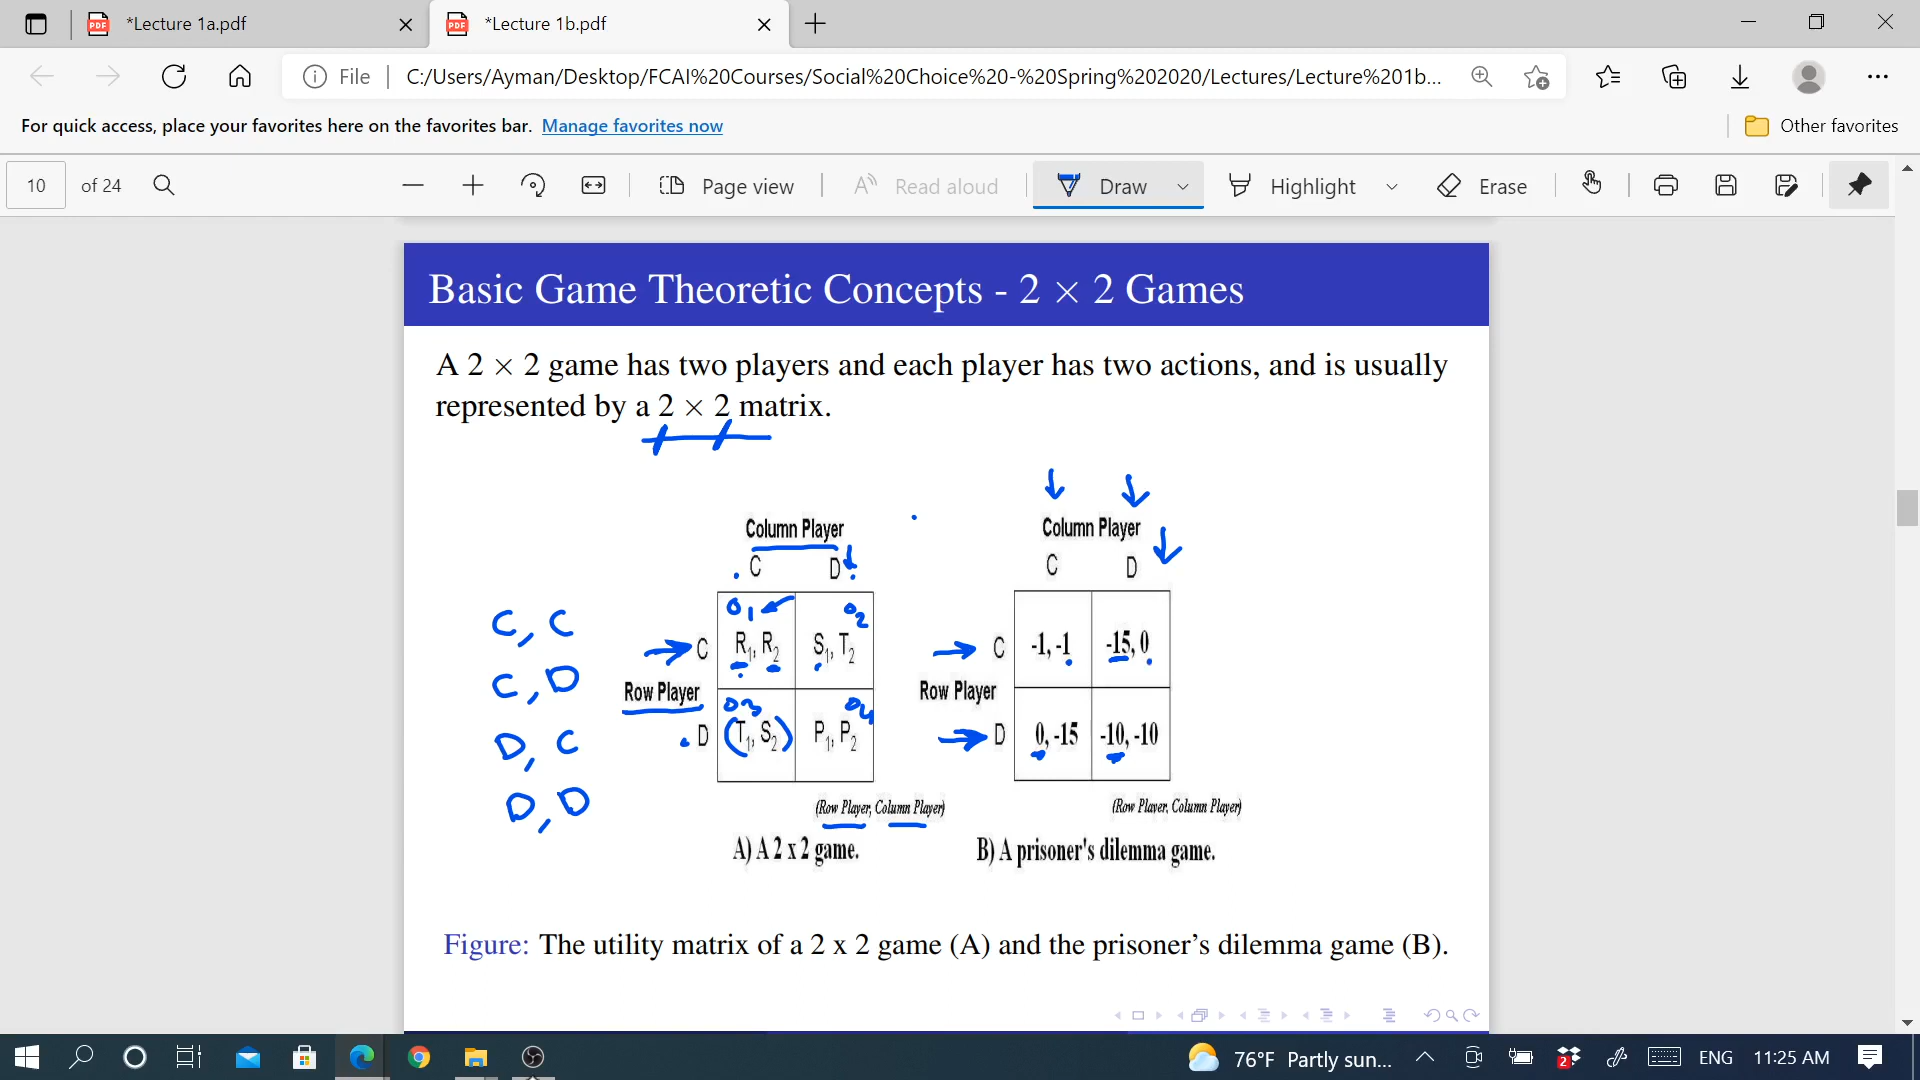 *Lecture 1a.pdf
*Lecture 1b.pdf
File
C:/Users/Ayman/Desktop/FCAI%20Courses/Social%20Choice%20-%20Spring%202020/Lectures/Lecture%201b...
For quick access, place your favorites here on the favorites bar. Manage favorites now
Other favorites
10 of 24
Page view
Read aloud
Draw
Highlight
Erase
Basic Game Theoretic Concepts - 2 × 2 Games
A 2 × 2 game has two players and each player has two actions, and is usually
represented by a 2 × 2 matrix.
C, C
C, D
D, C
D, D
Column Player
C D
O1 O2
C R1, R2 S1, T2
Row Player
O3 O4
D (T1, S2) P1, P2
(Row Player, Column Player)
A) A 2 x 2 game.
Column Player
C D
C -1, -1 -15, 0
Row Player
D 0, -15 -10, -10
(Row Player, Column Player)
B) A prisoner's dilemma game.
Figure: The utility matrix of a 2 x 2 game (A) and the prisoner's dilemma game (B).
76°F Partly sun...
2
ENG
11:25 AM